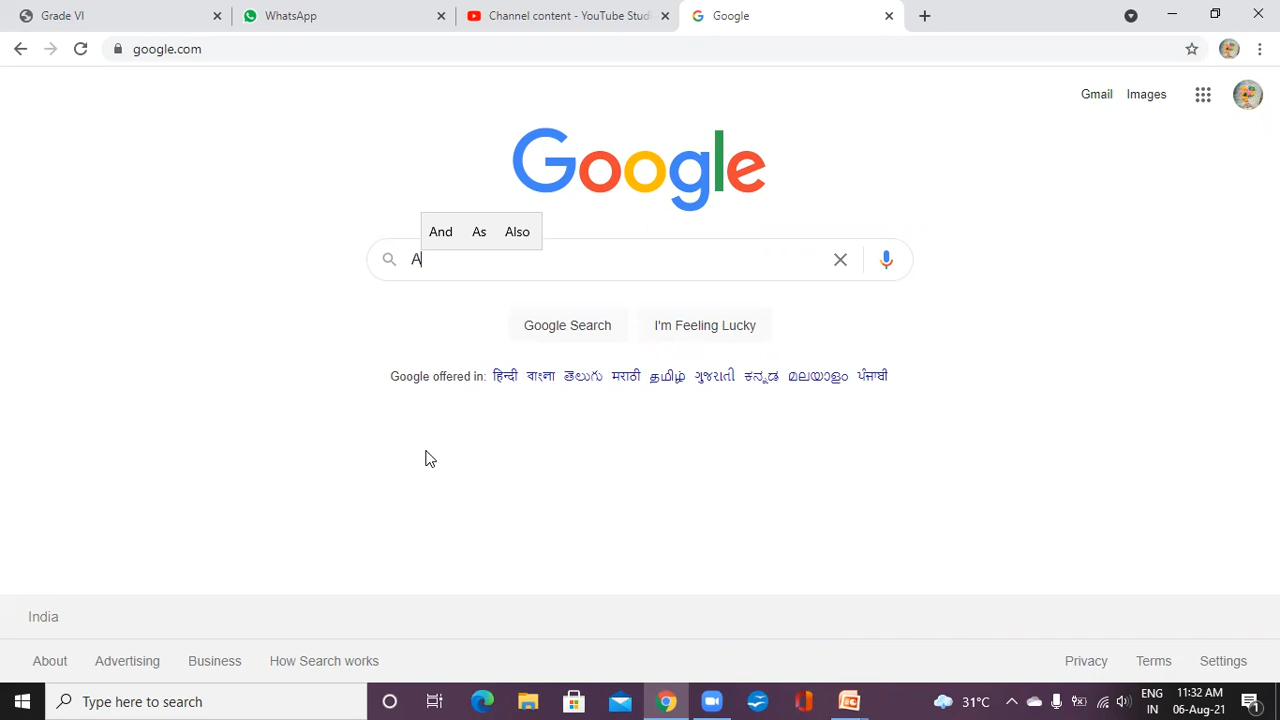 Grade VI
WhatsApp
Channel content - YouTube Studi
Google
google.com
Gmail Images
Google
And As Also
A
Google Search I'm Feeling Lucky
Google offered in: हिन्दी বাংলা తెలుగు मराठी தமிழ் ગુજરાતી ಕನ್ನಡ മലയാളം ਪੰਜਾਬੀ
India
About Advertising Business How Search works Privacy Terms Settings
Type here to search
31°C
ENG
IN
11:32 AM
06-Aug-21
1